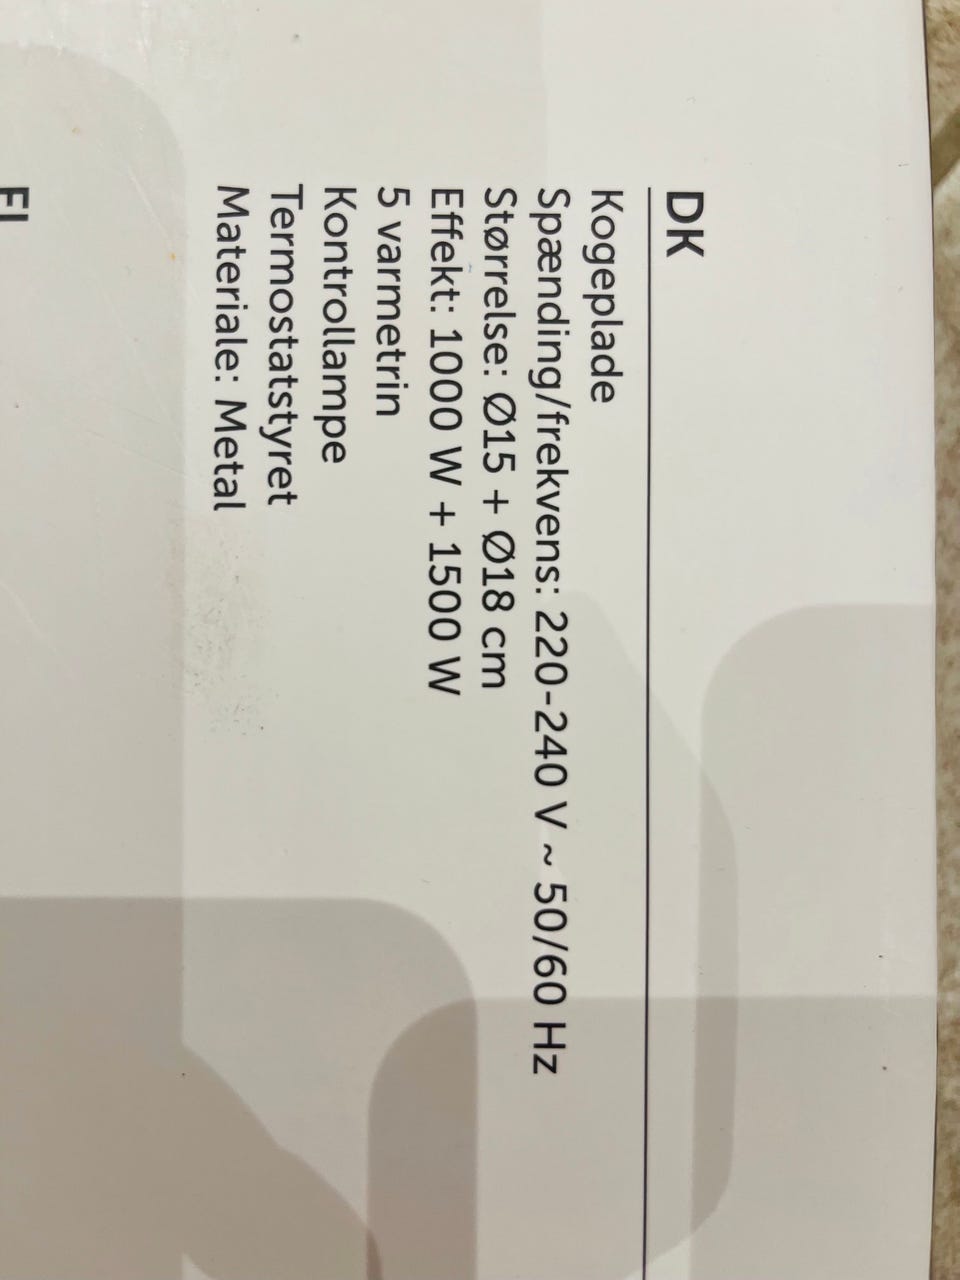 DK
Kogeplade
Spænding/frekvens: 220-240 V ~ 50/60 Hz
Størrelse: Ø15 + Ø18 cm
Effekt: 1000 W + 1500 W
5 varmetrin
Kontrollampe
Termostatstyret
Materiale: Metal
FI